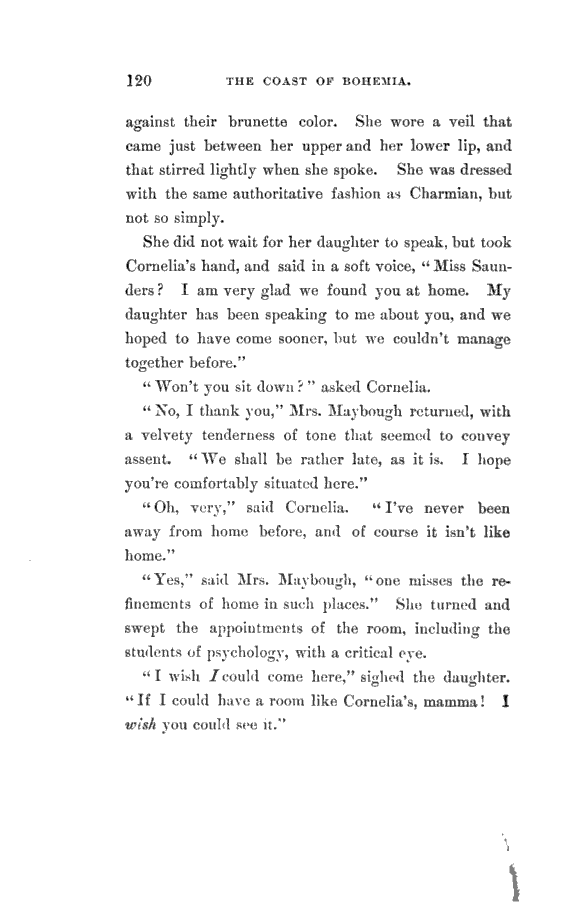 120 THE COAST OF BOHEMIA.
against their brunette color. She wore a veil that
came just between her upper and her lower lip, and
that stirred lightly when she spoke. She was dressed
with the same authoritative fashion as Charmian, but
not so simply.
She did not wait for her daughter to speak, but took
Cornelia's hand, and said in a soft voice, “Miss Saun-
ders? I am very glad we found you at home. My
daughter has been speaking to me about you, and we
hoped to have come sooner, but we couldn't manage
together before.”
“Won't you sit down?” asked Cornelia.
“No, I thank you,” Mrs. Maybough returned, with
a velvety tenderness of tone that seemed to convey
assent. “We shall be rather late, as it is. I hope
you're comfortably situated here.”
“Oh, very,” said Cornelia. “I've never been
away from home before, and of course it isn't like
home.”
“Yes,” said Mrs. Maybough, “one misses the re-
finements of home in such places.” She turned and
swept the appointments of the room, including the
students of psychology, with a critical eye.
“I wish I could come here,” sighed the daughter.
“If I could have a room like Cornelia's, mamma! I
wish you could see it.”